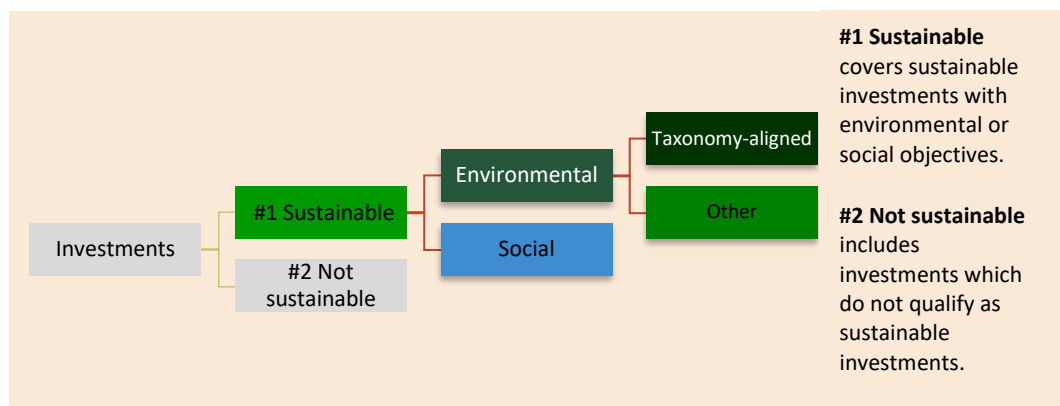 Investments
#1 Sustainable
#2 Not
sustainable
Environmental
Social
Taxonomy-aligned
Other
#1 Sustainable
covers sustainable
investments with
environmental or
social objectives.
#2 Not sustainable
includes
investments which
do not qualify as
sustainable
investments.